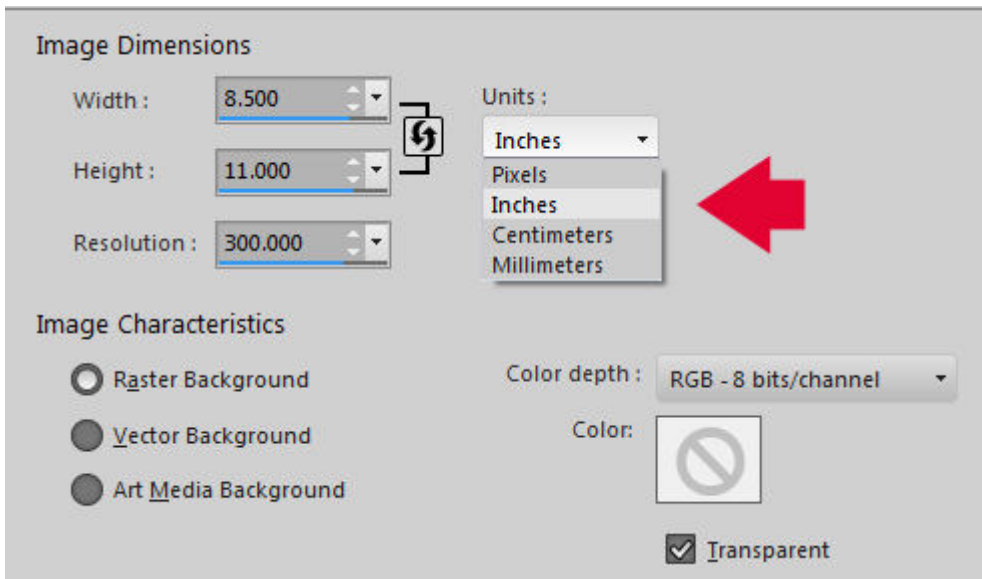 Image Dimensions
Width : 8.500
Units :
Inches
Height : 11.000
Pixels
Inches
Centimeters
Millimeters
Resolution : 300.000
Image Characteristics
Raster Background
Color depth : RGB - 8 bits/channel
Vector Background
Color:
Art Media Background
Transparent